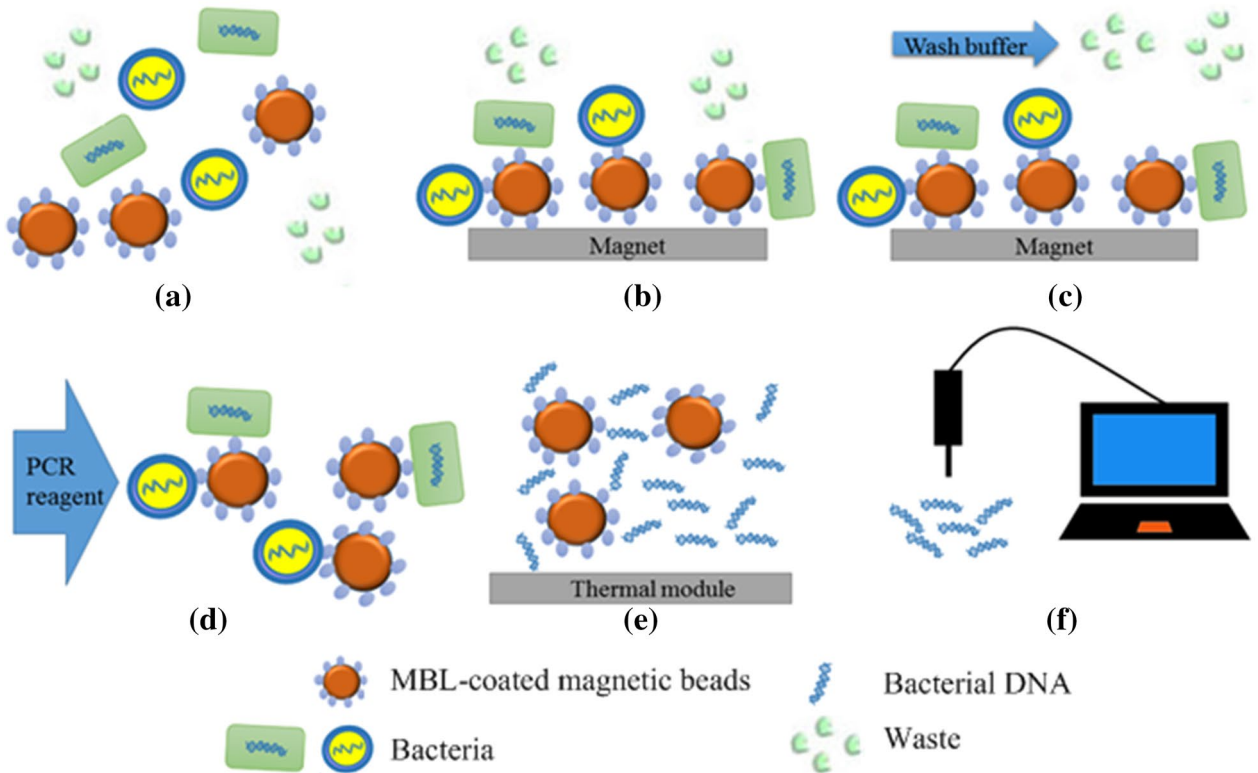 Wash buffer
Magnet
Magnet
(a)
(b)
(c)
PCR
reagent
Thermal module
(d)
(e)
(f)
MBL-coated magnetic beads
Bacterial DNA
Bacteria
Waste